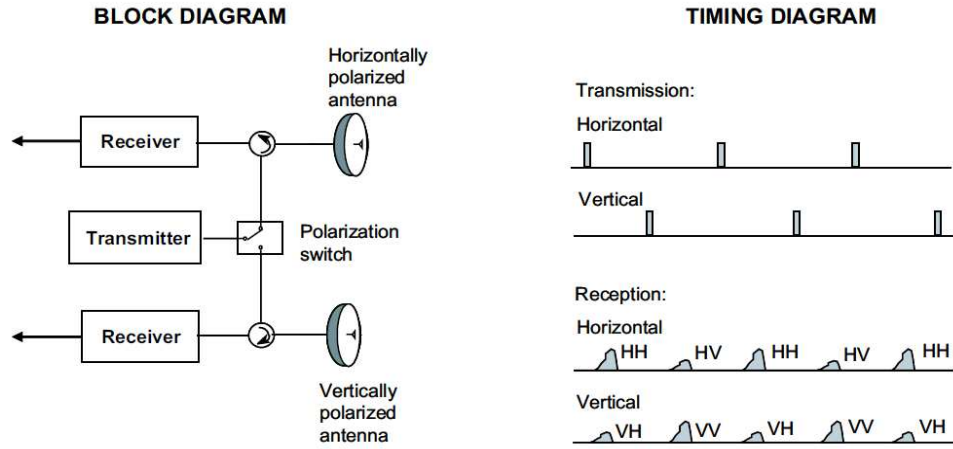 BLOCK DIAGRAM
Horizontally
polarized
antenna
Receiver
Transmitter
Polarization
switch
Receiver
Vertically
polarized
antenna
TIMING DIAGRAM
Transmission:
Horizontal
Vertical
Reception:
Horizontal
HH HV HH HV HH
Vertical
VH VV VH VV VH